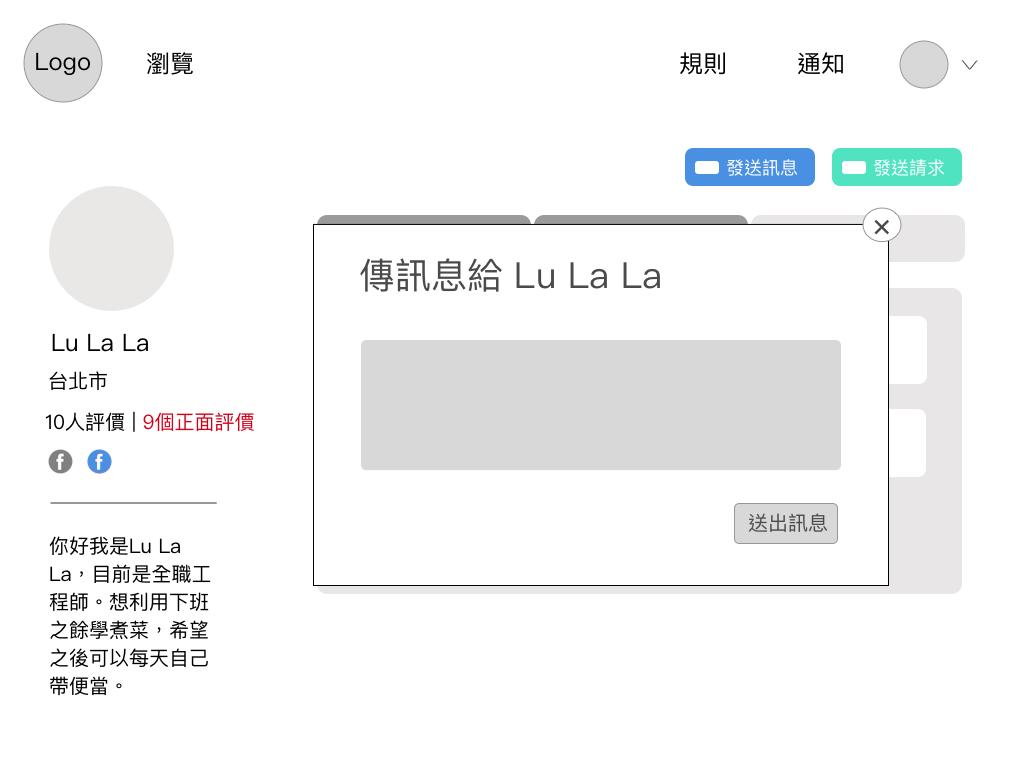 Logo
瀏覽
規則
通知
發送訊息
發送請求
傳訊息給 Lu La La
Lu La La
台北市
10人評價 | 9個正面評價
送出訊息
你好我是Lu La
La，目前是全職工
程師。想利用下班
之餘學煮菜，希望
之後可以每天自己
帶便當。